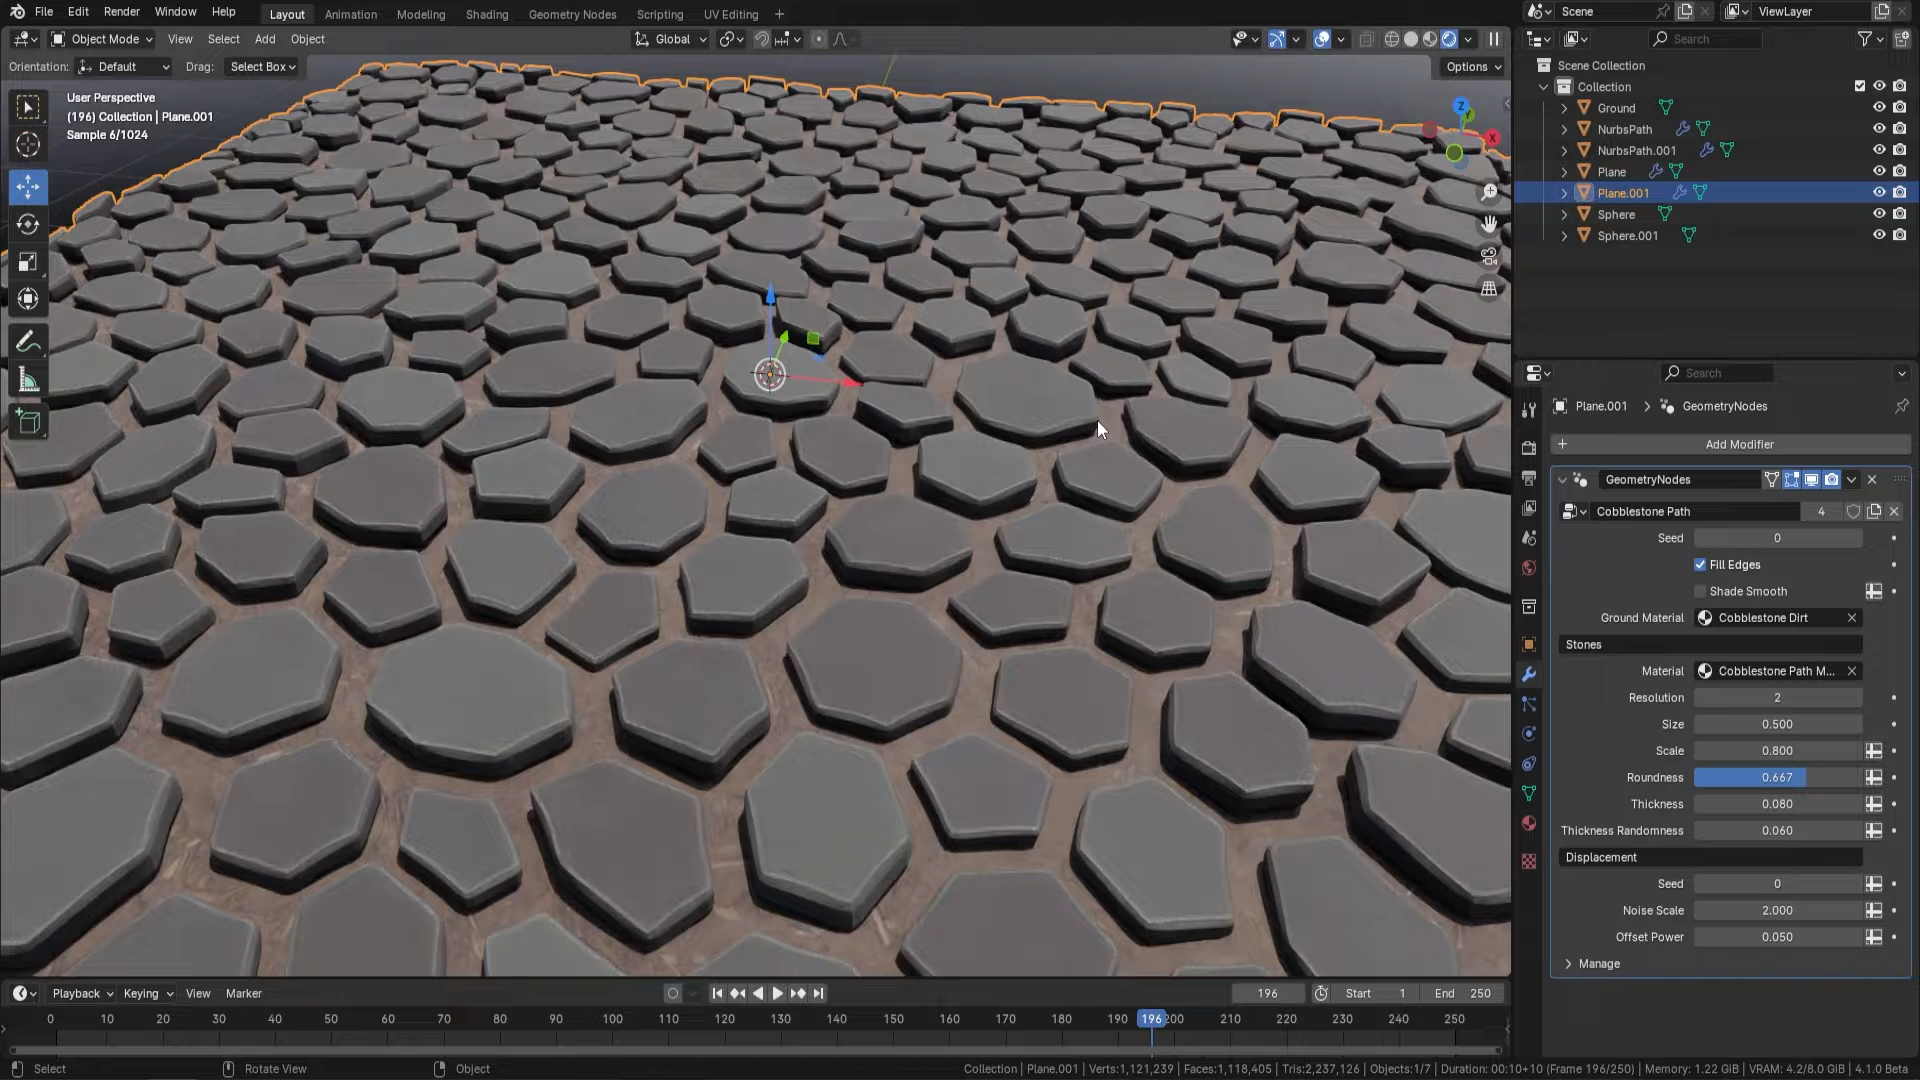 File Edit Render Window Help Layout Animation Modeling Shading Geometry Nodes Scripting UV Editing + Scene ViewLayer
Object Mode View Select Add Object Global Search
Orientation: Default Drag: Select Box Options
User Perspective
(196) Collection | Plane.001
Sample 6/1024
Z
X
Scene Collection
Collection
Ground
NurbsPath
NurbsPath.001
Plane
Plane.001
Sphere
Sphere.001
Search
Plane.001 > GeometryNodes
+ Add Modifier
GeometryNodes
Cobblestone Path 4
Seed 0
Fill Edges
Shade Smooth
Ground Material Cobblestone Dirt
Stones
Material Cobblestone Path M...
Resolution 2
Size 0.500
Scale 0.800
Roundness 0.667
Thickness 0.080
Thickness Randomness 0.060
Displacement
Seed 0
Noise Scale 2.000
Offset Power 0.050
Manage
Playback Keying View Marker 196 Start 1 End 250
0 10 20 30 40 50 60 70 80 90 100 110 120 130 140 150 160 170 180 190 196 200 210 220 230 240 250
Select Rotate View Object Collection | Plane.001 | Verts:1,121,239 | Faces:1,118,405 | Tris:2,237,126 | Objects:1/7 | Duration: 00:10+10 (Frame 196/250) | Memory: 1.22 GiB | VRAM: 4.2/8.0 GiB | 4.1.0 Beta